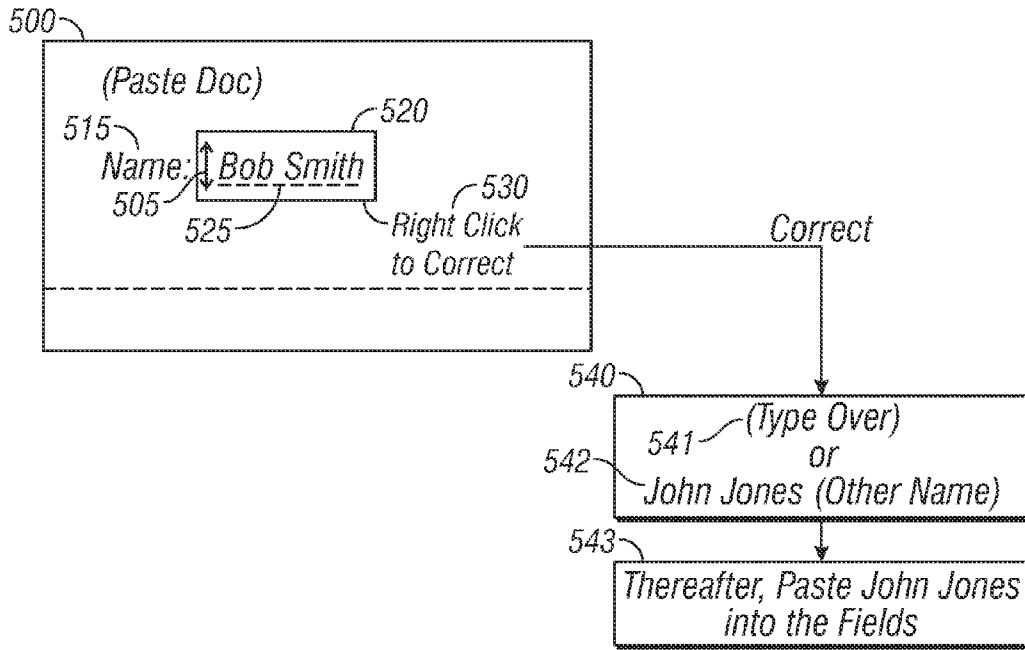 500
(Paste Doc)
520
515
Name: Bob Smith
505
525
530
Right Click
to Correct
Correct
540
(Type Over)
541
or
542
John Jones (Other Name)
543
Thereafter, Paste John Jones
into the Fields